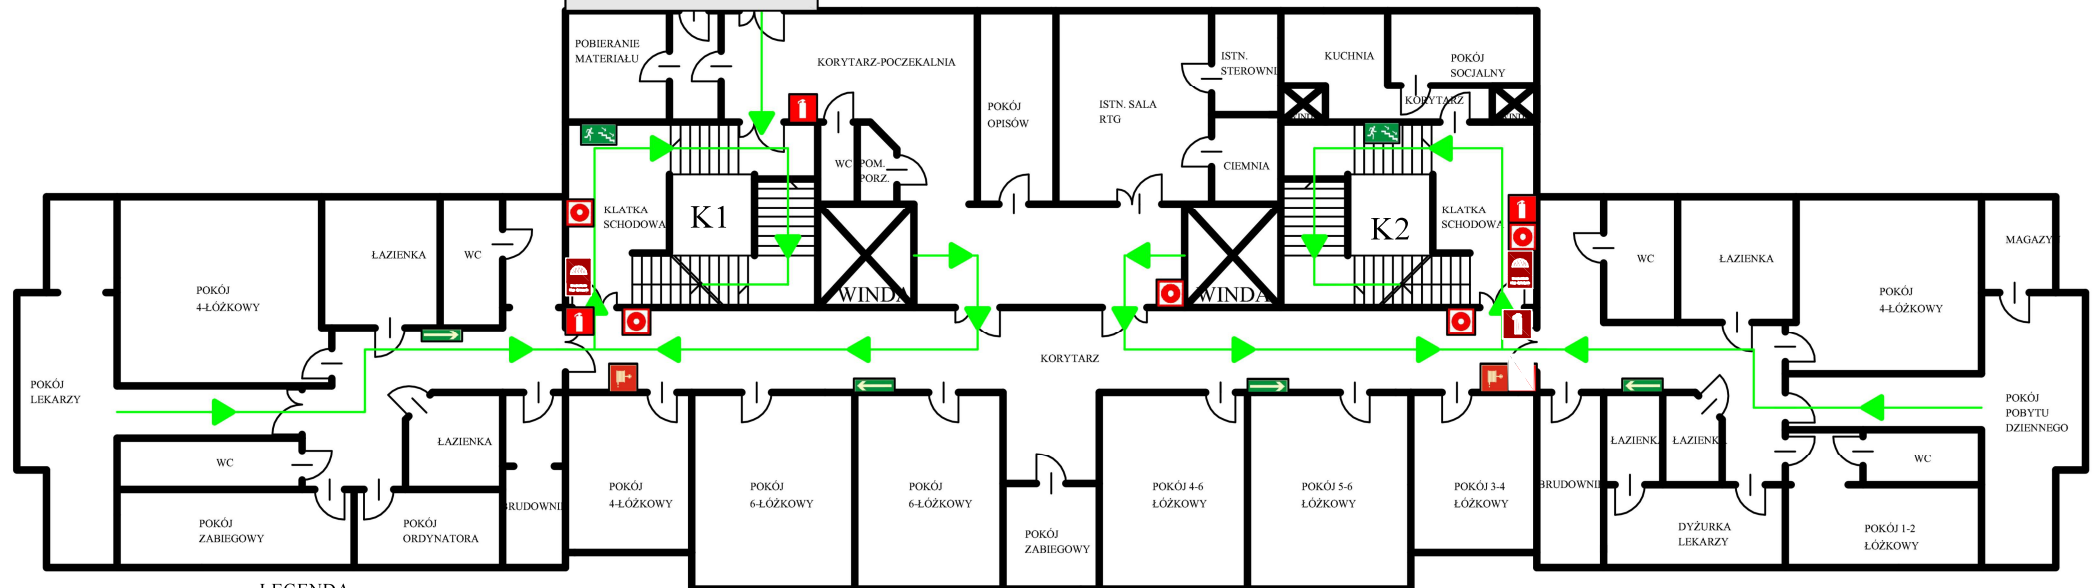 POBIERANIE
MATERIAŁU
KORYTARZ-POCZEKALNIA
POKÓJ
OPISÓW
ISTN. SALA
RTG
ISTN.
STEROWNI
KUCHNIA
POKÓJ
SOCJALNY
KORYTARZ
CIEMNIA
WC
POM.
PORZ.
KLATKA
SCHODOWA
K1
WINDA
WINDA
K2
KLATKA
SCHODOWA
ŁAZIENKA
WC
POKÓJ
4-ŁÓŻKOWY
WC
ŁAZIENKA
POKÓJ
4-ŁÓŻKOWY
MAGAZYN
KORYTARZ
POKÓJ
LEKARZY
POKÓJ
POBYTU
DZIENNEGO
ŁAZIENKA
WC
POKÓJ
ZABIEGOWY
POKÓJ
ORDYNATORA
BRUDOWNI
POKÓJ
4-ŁÓŻKOWY
POKÓJ
6-ŁÓŻKOWY
POKÓJ
6-ŁÓŻKOWY
POKÓJ
ZABIEGOWY
POKÓJ 4-6
ŁÓŻKOWY
POKÓJ 5-6
ŁÓŻKOWY
POKÓJ 3-4
ŁÓŻKOWY
BRUDOWNI
ŁAZIENKA
ŁAZIENKA
WC
DYŻURKA
LEKARZY
POKÓJ 1-2
ŁÓŻKOWY
LEGENDA